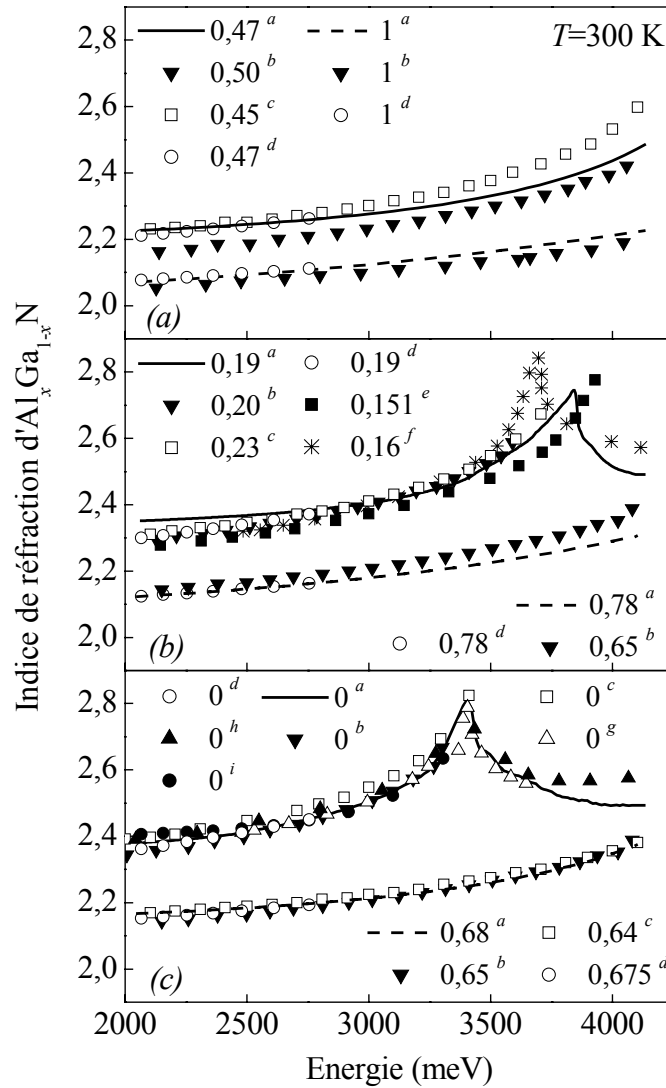 2,8
0,47 a
1 a
T=300 K
0,50 b
1 b
0,45 c
1 d
0,47 d
2,6
2,4
2,2
2,0
(a)
0,19 a
0,19 d
0,20 b
0,151 e
0,23 c
0,16 f
2,8
2,6
2,4
2,2
2,0
0,78 a
0,78 d
0,65 b
(b)
0 d
0 a
0 c
0 h
0 b
0 g
0 i
2,8
2,6
2,4
2,2
2,0
0,68 a
0,64 c
0,65 b
0,675 d
(c)
2000
2500
3000
3500
4000
Energie (meV)
Indice de réfraction d'AlxGa1-xN